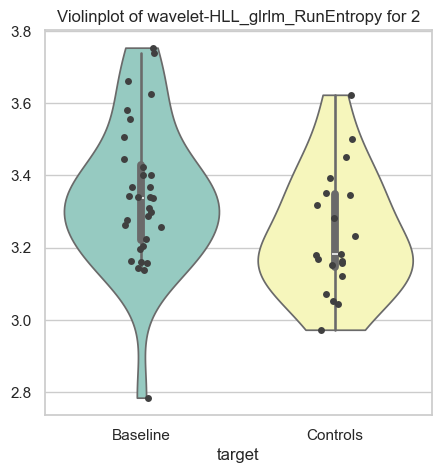 Violinplot of wavelet-HLL_glrlm_RunEntropy for 2
3.8
3.6
3.4
3.2
3.0
2.8
Baseline
Controls
target